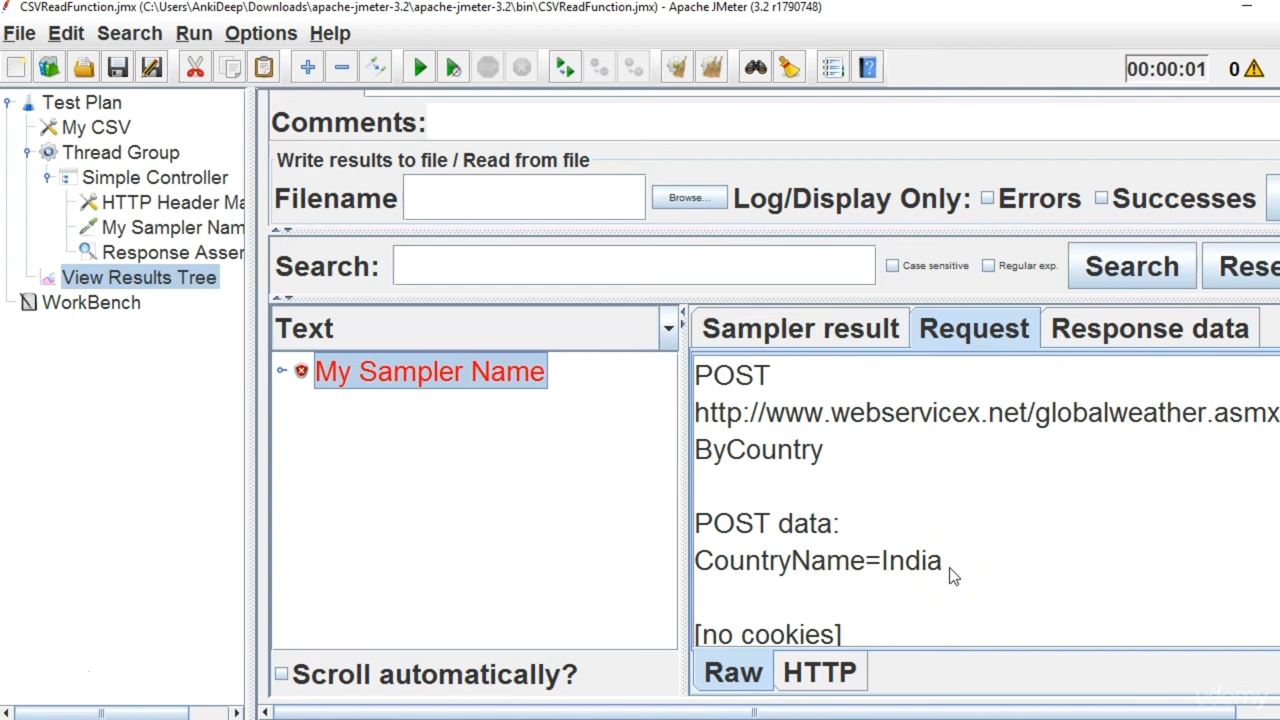 CSVReadFunction.jmx (C:\Users\AnkiDeep\Downloads\apache-jmeter-3.2\apache-jmeter-3.2\bin\CSVReadFunction.jmx) - Apache JMeter (3.2 r1790748)
File Edit Search Run Options Help
00:00:01 0
Test Plan
My CSV
Thread Group
Simple Controller
HTTP Header Ma
My Sampler Nam
Response Asser
View Results Tree
WorkBench
Comments:
Write results to file / Read from file
Filename Browse... Log/Display Only: Errors Successes
Search: Case sensitive Regular exp. Search Rese
Text
My Sampler Name
Scroll automatically?
Sampler result Request Response data
POST
http://www.webservicex.net/globalweather.asmx
ByCountry
POST data:
CountryName=India
[no cookies]
Raw HTTP
udemy